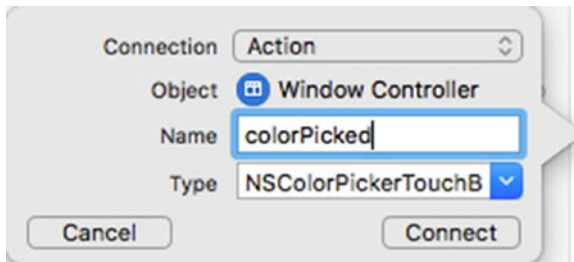 Connection Action
Object Window Controller
Name colorPicked
Type NSColorPickerTouchB
Cancel Connect